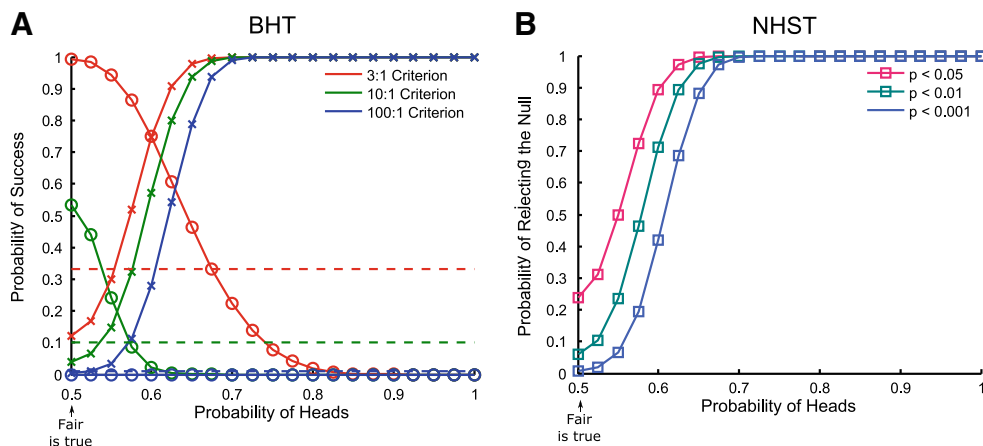 A
BHT
Probability of Success
1
0.9
0.8
0.7
0.6
0.5
0.4
0.3
0.2
0.1
0
3:1 Criterion
10:1 Criterion
100:1 Criterion
0.5
0.6
0.7
0.8
0.9
1
Probability of Heads
Fair
is true
B
NHST
Probability of Rejecting the Null
1
0.9
0.8
0.7
0.6
0.5
0.4
0.3
0.2
0.1
0
p < 0.05
p < 0.01
p < 0.001
0.5
0.6
0.7
0.8
0.9
1
Probability of Heads
Fair
is true